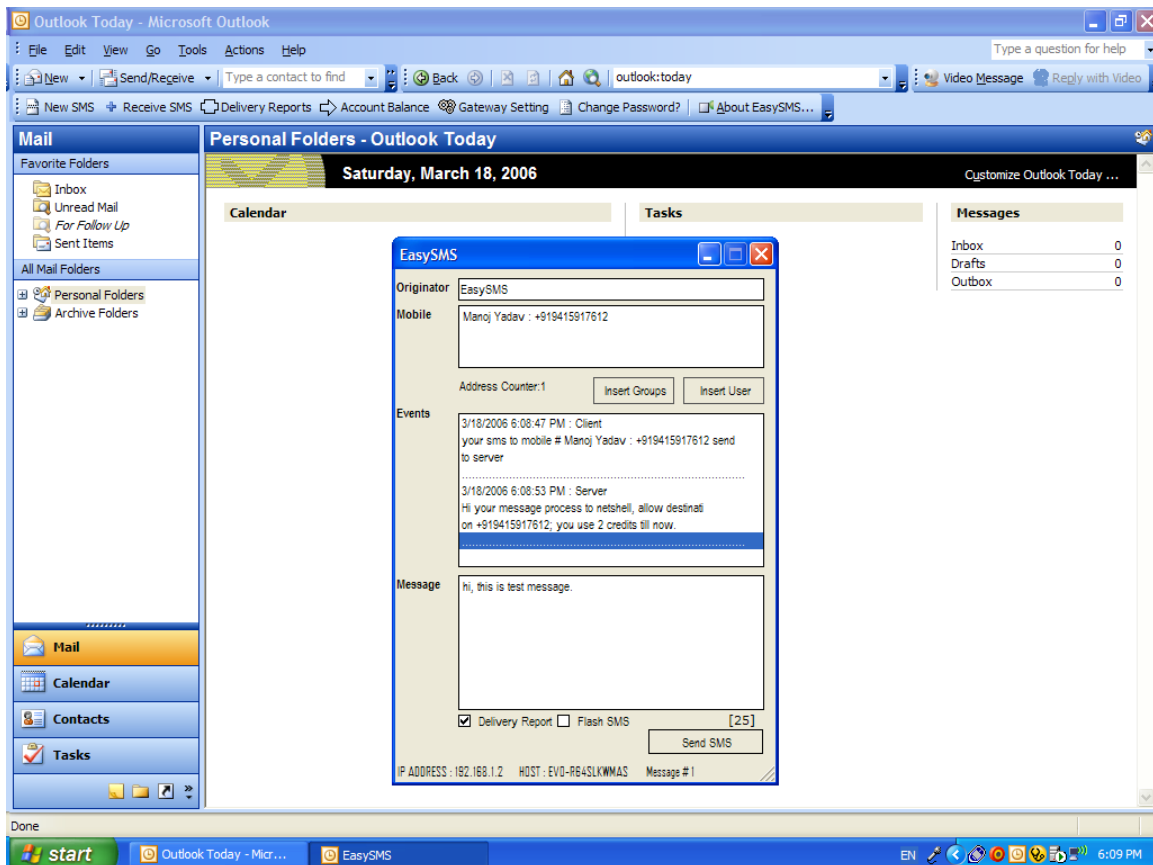 Outlook Today - Microsoft Outlook
File Edit View Go Tools Actions Help
Type a question for help
New Send/Receive Type a contact to find Back outlook:today Video Message Reply with Video
New SMS Receive SMS Delivery Reports Account Balance Gateway Setting Change Password? About EasySMS...
Mail
Personal Folders - Outlook Today
Favorite Folders
Inbox
Unread Mail
For Follow Up
Sent Items
All Mail Folders
Personal Folders
Archive Folders
Saturday, March 18, 2006
Customize Outlook Today ...
Calendar
Tasks
Messages
Inbox 0
Drafts 0
Outbox 0
EasySMS
Originator EasySMS
Mobile Manoj Yadav : +919415917612
Address Counter:1 Insert Groups Insert User
Events
3/18/2006 6:08:47 PM : Client
your sms to mobile # Manoj Yadav : +919415917612 send
to server
3/18/2006 6:08:53 PM : Server
Hi your message process to netshell, allow destinati
on +919415917612; you use 2 credits till now.
Message hi, this is test message.
Delivery Report Flash SMS [25]
Send SMS
IP ADDRESS : 192.168.1.2 HOST : EVO-R64SLKWMAS Message # 1
Mail
Calendar
Contacts
Tasks
Done
start Outlook Today - Micr... EasySMS EN 6:09 PM